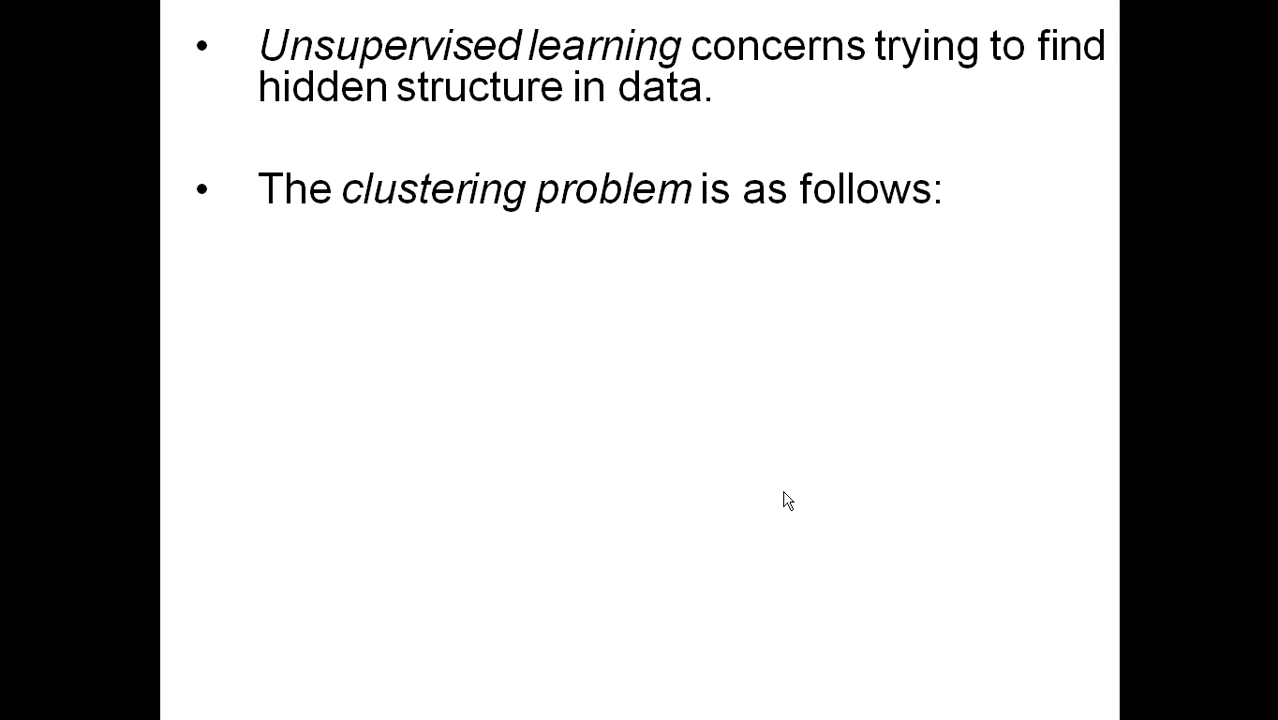 • Unsupervised learning concerns trying to find
hidden structure in data.
• The clustering problem is as follows: